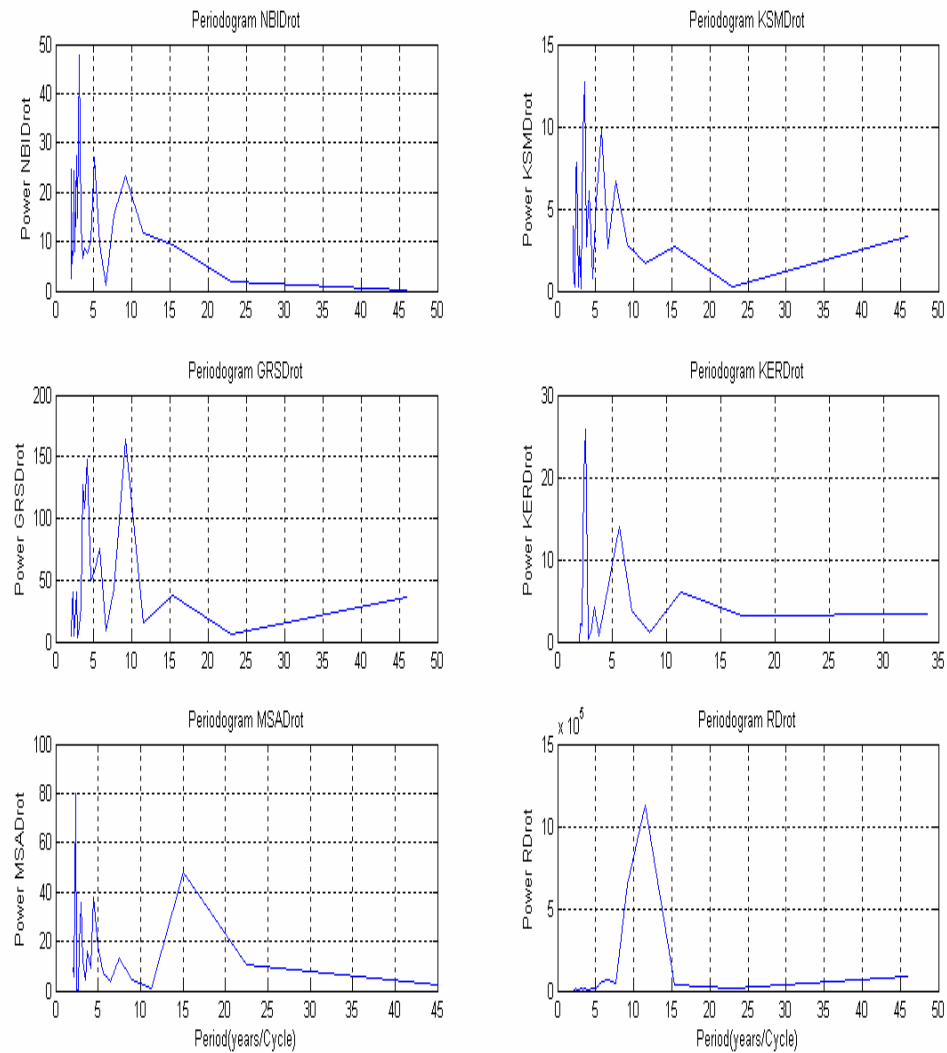 Periodogram NBIDrot
Power NBIDrot
50
40
30
20
10
0
0 5 10 15 20 25 30 35 40 45 50
Periodogram KSMDrot
Power KSMDrot
15
10
5
0
0 5 10 15 20 25 30 35 40 45 50
Periodogram GRSDrot
Power GRSDrot
200
150
100
50
0
0 5 10 15 20 25 30 35 40 45 50
Periodogram KERDrot
Power KERDrot
30
20
10
0
0 5 10 15 20 25 30 35
Periodogram MSADrot
Power MSADrot
100
80
60
40
20
0
0 5 10 15 20 25 30 35 40 45
Period(years/Cycle)
Periodogram RDrot
x 10^5
Power RDrot
15
10
5
0
0 5 10 15 20 25 30 35 40 45 50
Period(years/Cycle)